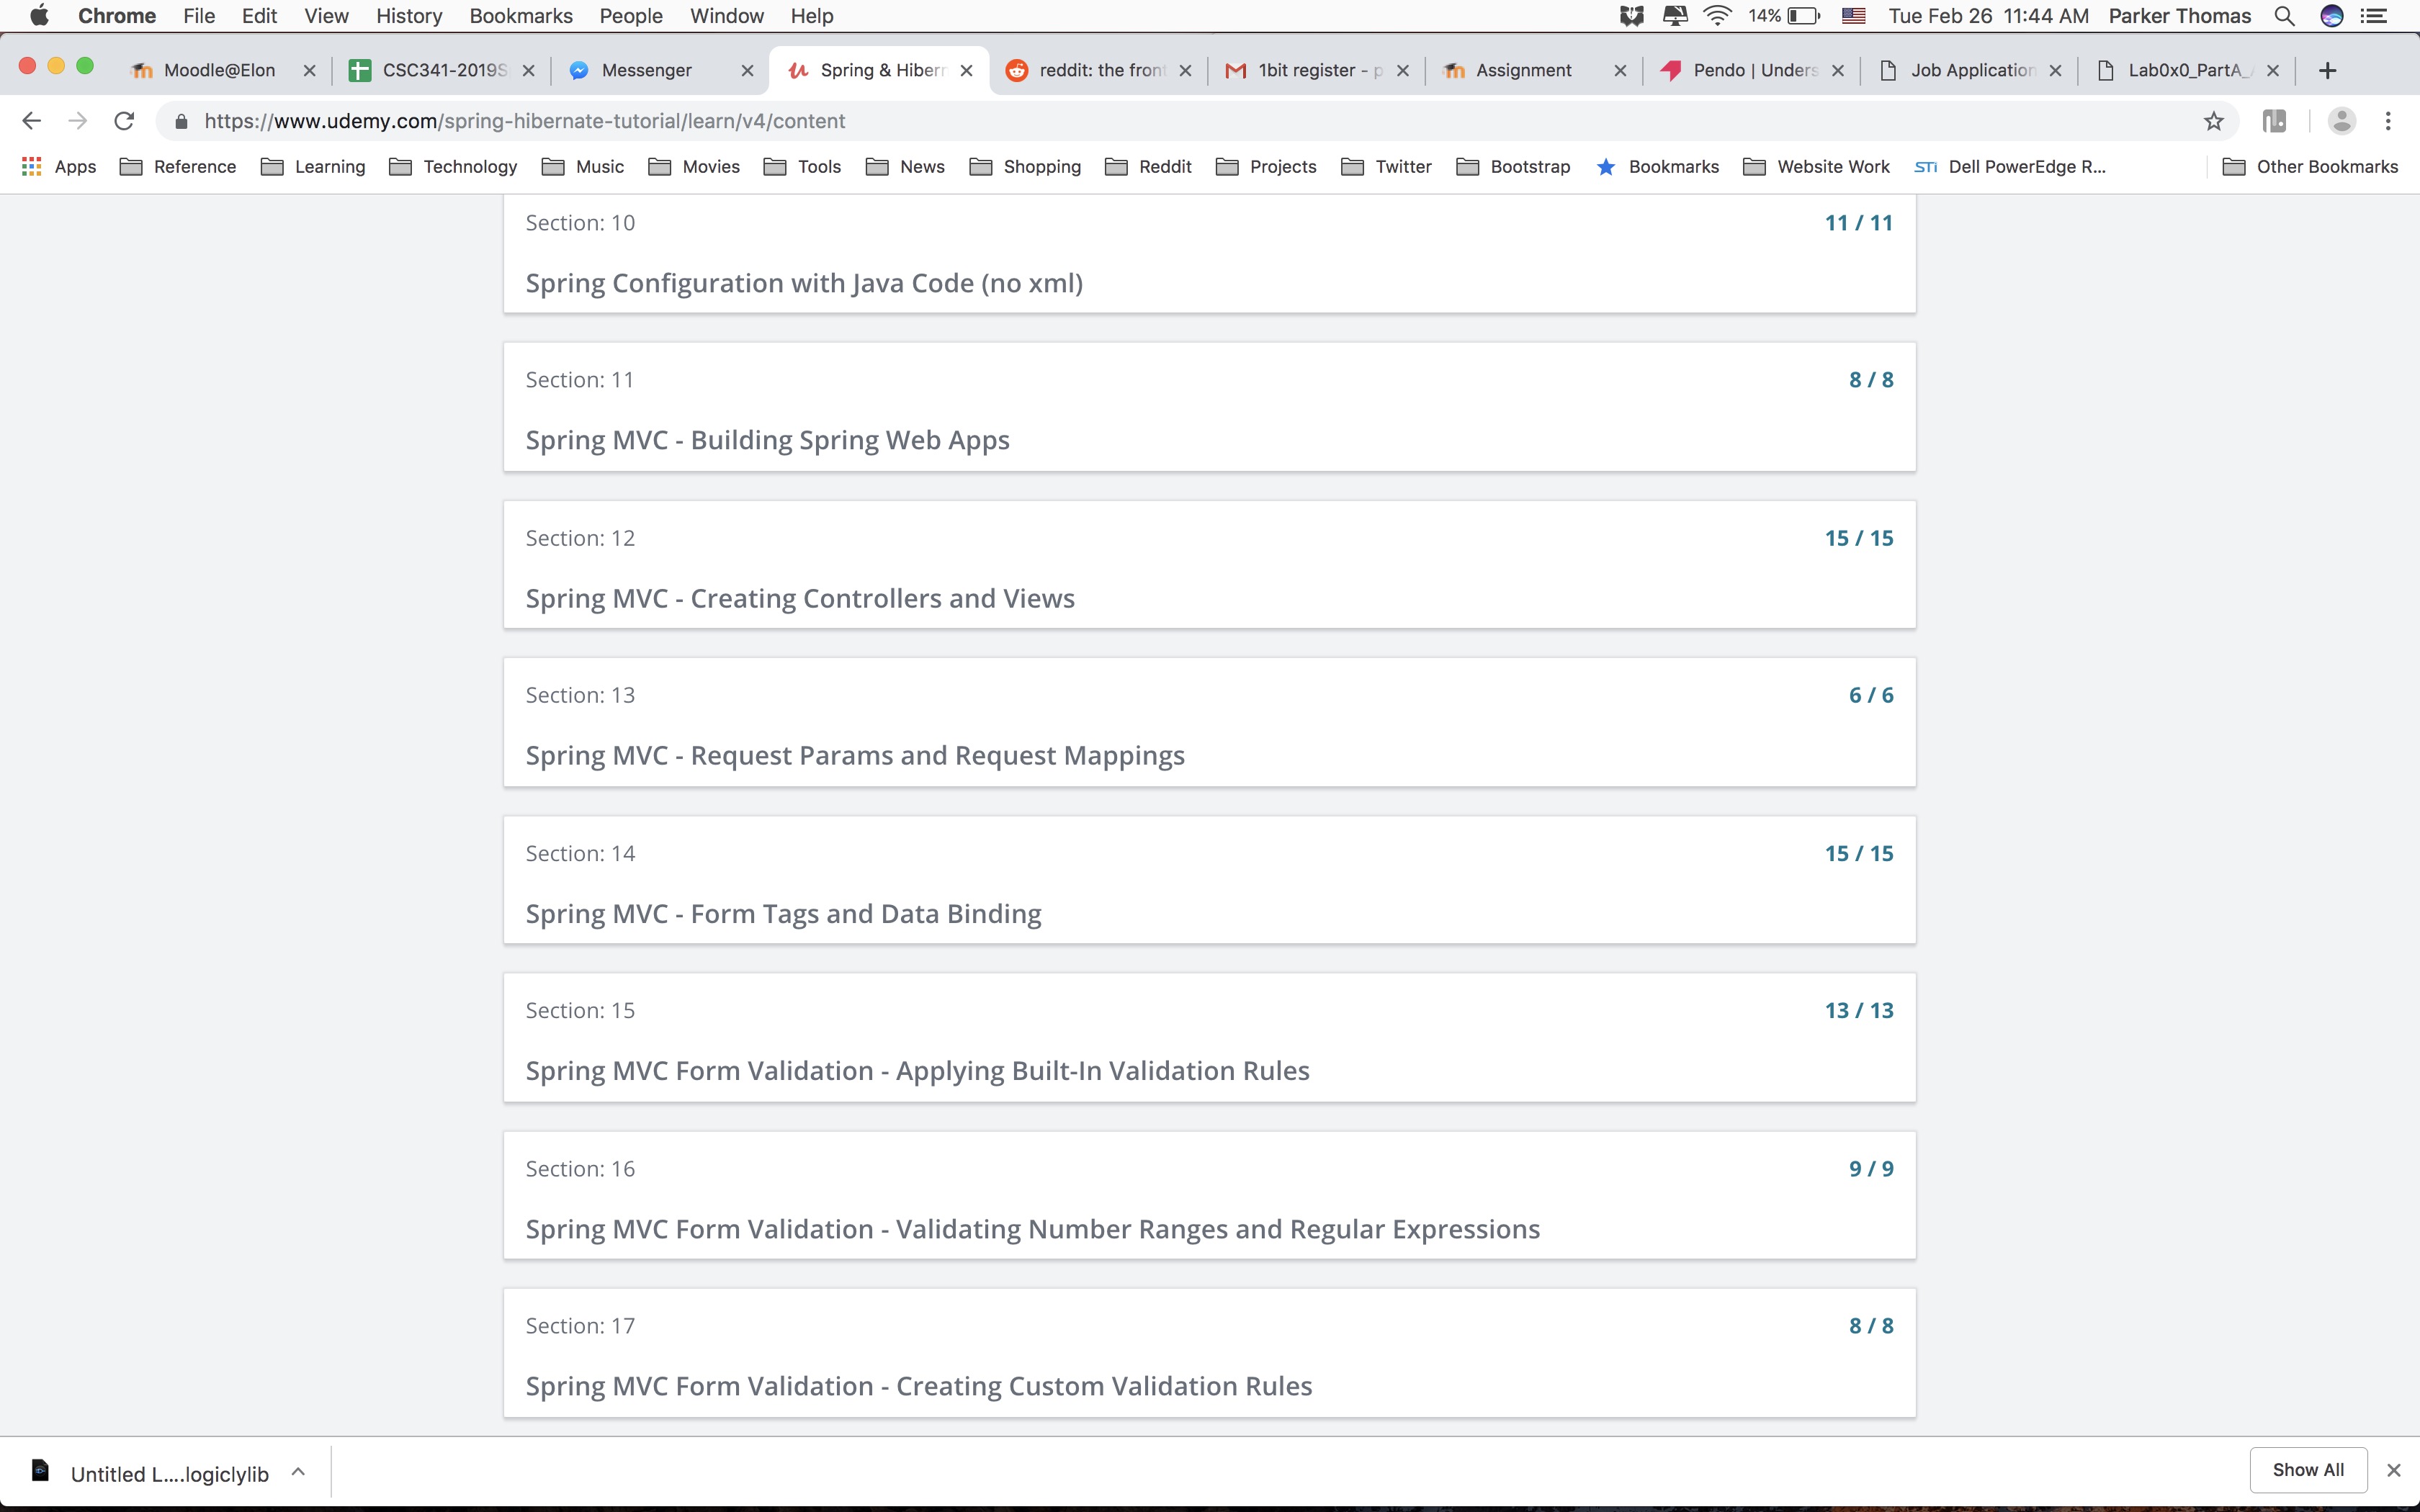 Chrome File Edit View History Bookmarks People Window Help 14% Tue Feb 26 11:44 AM Parker Thomas
Moodle@Elon CSC341-2019S Messenger Spring & Hibern reddit: the front 1bit register - p Assignment Pendo | Unders Job Application Lab0x0_PartA_
https://www.udemy.com/spring-hibernate-tutorial/learn/v4/content
Apps Reference Learning Technology Music Movies Tools News Shopping Reddit Projects Twitter Bootstrap Bookmarks Website Work STi Dell PowerEdge R... Other Bookmarks
Section: 10 11 / 11
Spring Configuration with Java Code (no xml)
Section: 11 8 / 8
Spring MVC - Building Spring Web Apps
Section: 12 15 / 15
Spring MVC - Creating Controllers and Views
Section: 13 6 / 6
Spring MVC - Request Params and Request Mappings
Section: 14 15 / 15
Spring MVC - Form Tags and Data Binding
Section: 15 13 / 13
Spring MVC Form Validation - Applying Built-In Validation Rules
Section: 16 9 / 9
Spring MVC Form Validation - Validating Number Ranges and Regular Expressions
Section: 17 8 / 8
Spring MVC Form Validation - Creating Custom Validation Rules
Untitled L....logiclylib Show All